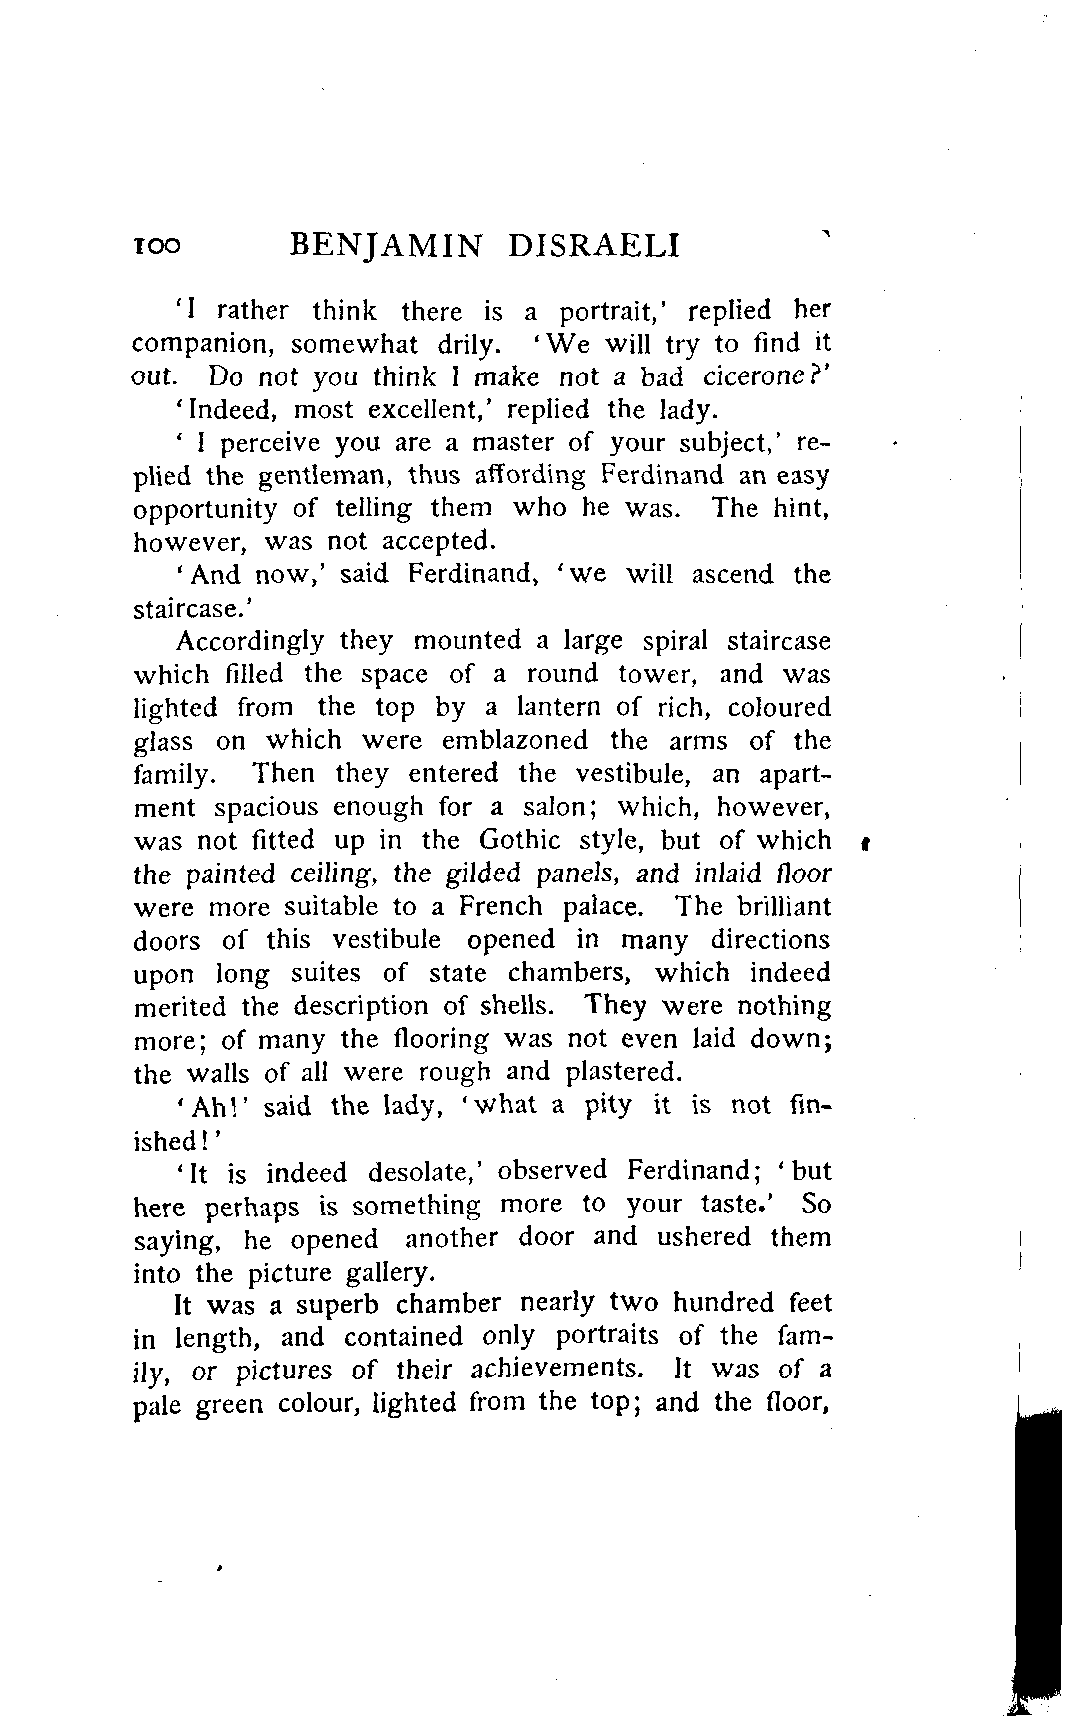 100 BENJAMIN DISRAELI
'I rather think there is a portrait,' replied her
companion, somewhat drily. 'We will try to find it
out. Do not you think I make not a bad cicerone?'
'Indeed, most excellent,' replied the lady.
' I perceive you are a master of your subject,' re-
plied the gentleman, thus affording Ferdinand an easy
opportunity of telling them who he was. The hint,
however, was not accepted.
'And now,' said Ferdinand, 'we will ascend the
staircase.'
Accordingly they mounted a large spiral staircase
which filled the space of a round tower, and was
lighted from the top by a lantern of rich, coloured
glass on which were emblazoned the arms of the
family. Then they entered the vestibule, an apart-
ment spacious enough for a salon; which, however,
was not fitted up in the Gothic style, but of which
the painted ceiling, the gilded panels, and inlaid floor
were more suitable to a French palace. The brilliant
doors of this vestibule opened in many directions
upon long suites of state chambers, which indeed
merited the description of shells. They were nothing
more; of many the flooring was not even laid down;
the walls of all were rough and plastered.
'Ah!' said the lady, 'what a pity it is not fin-
ished!'
'It is indeed desolate,' observed Ferdinand; 'but
here perhaps is something more to your taste.' So
saying, he opened another door and ushered them
into the picture gallery.
It was a superb chamber nearly two hundred feet
in length, and contained only portraits of the fam-
ily, or pictures of their achievements. It was of a
pale green colour, lighted from the top; and the floor,